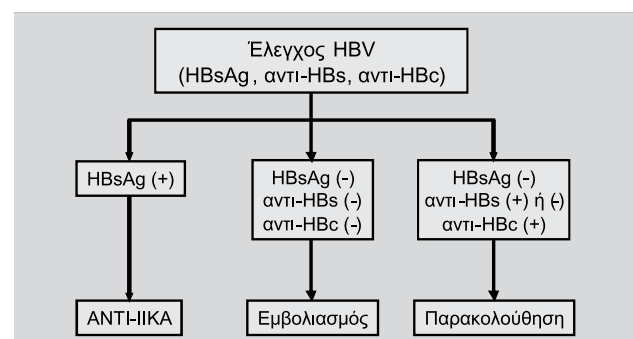 Έλεγχος HBV
(HBsAg , αντι-HBs, αντι-HBc)
HBsAg (+)
HBsAg (-)
αντι-HBs (-)
αντι-HBc (-)
HBsAg (-)
αντι-HBs (+) ή (-)
αντι-HBc (+)
ΑΝΤΙ-ΙΙΚΑ
Εμβολιασμός
Παρακολούθηση